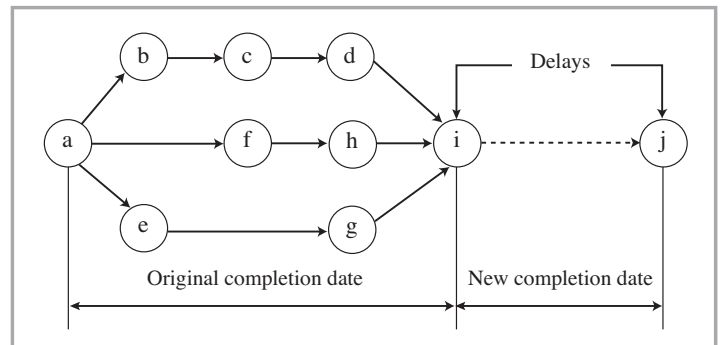 b c d Delays
a f h i j
e g
Original completion date New completion date